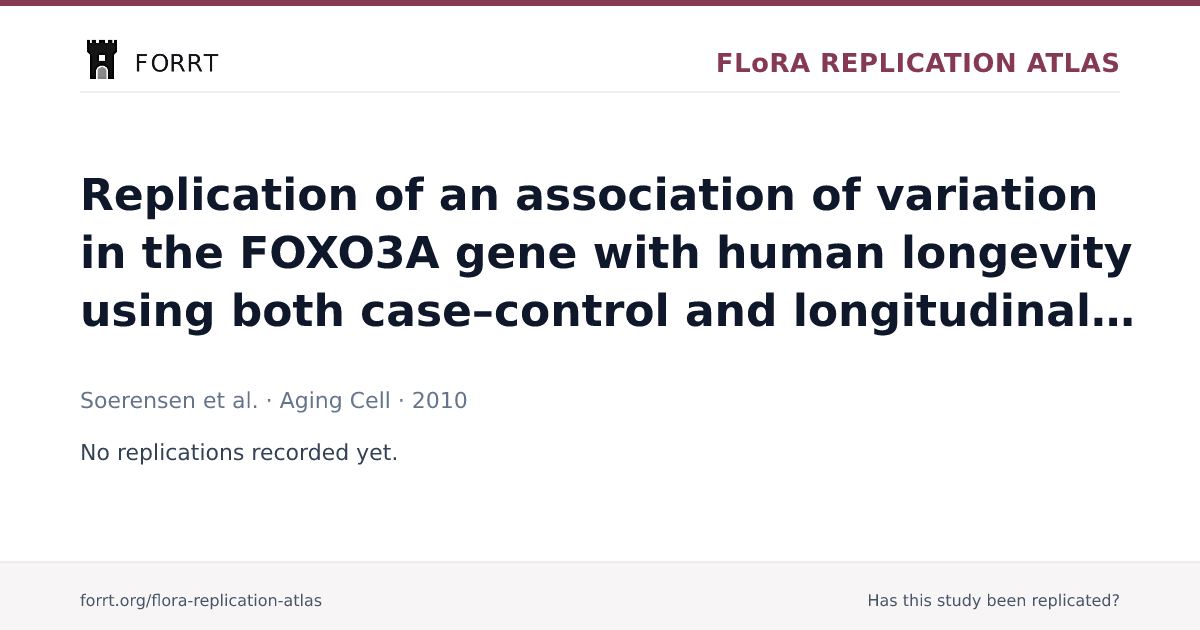 FORRT
FLoRA REPLICATION ATLAS
Replication of an association of variation
in the FOXO3A gene with human longevity
using both case–control and longitudinal…
Soerensen et al. · Aging Cell · 2010
No replications recorded yet.
forrt.org/flora-replication-atlas
Has this study been replicated?